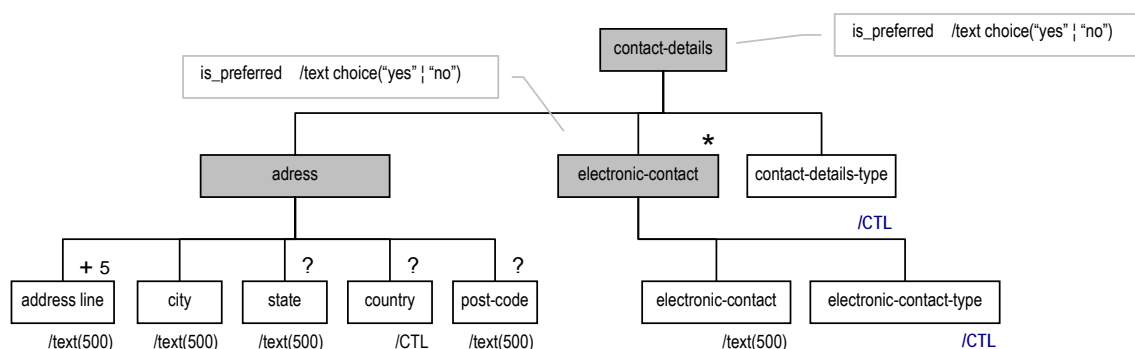 contact-details
is_preferred /text choice(“yes” ¦ “no”)
is_preferred /text choice(“yes” ¦ “no”)
*
adress
electronic-contact
contact-details-type
/CTL
+ 5
?
?
?
address line
city
state
country
post-code
electronic-contact
electronic-contact-type
/text(500)
/text(500)
/text(500)
/CTL
/text(500)
/text(500)
/CTL